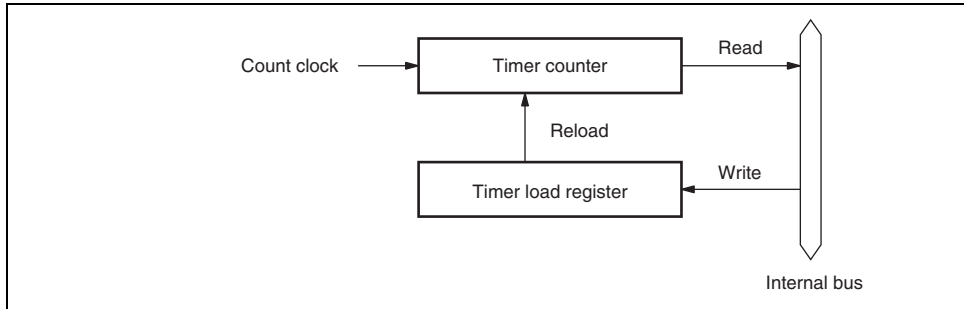 Read
Count clock
Timer counter
Reload
Write
Timer load register
Internal bus